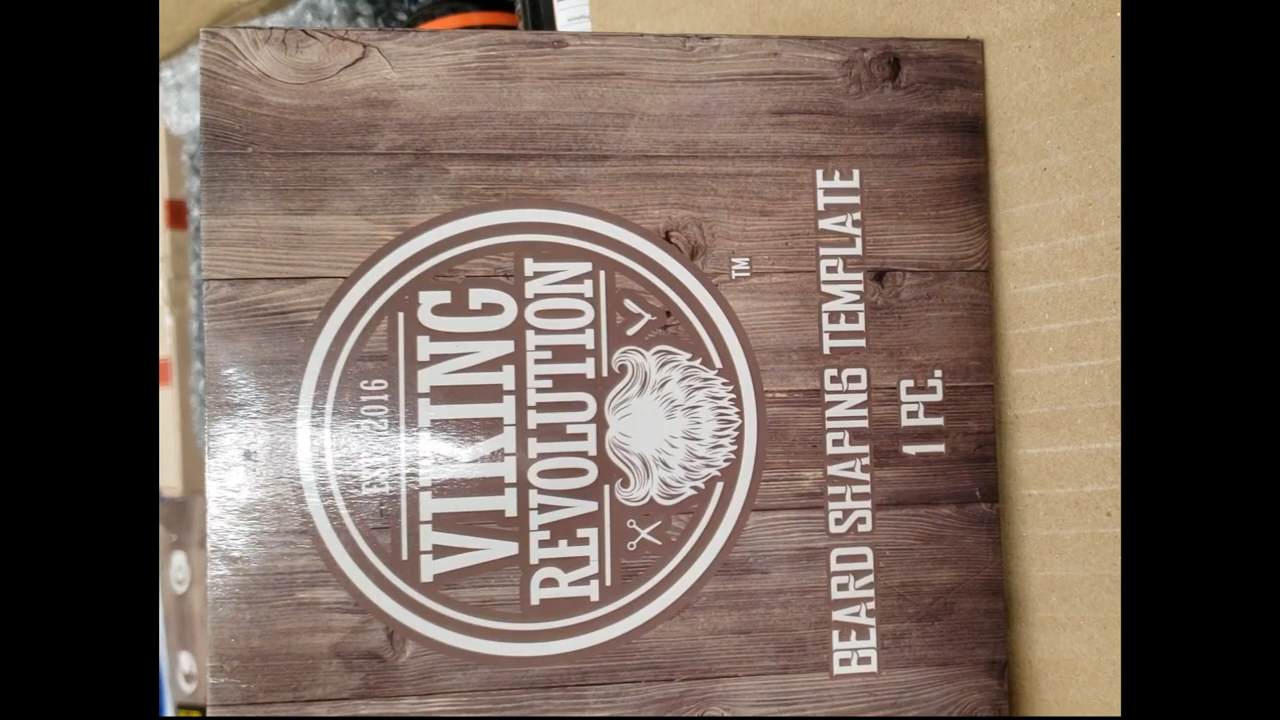 EST. 2016
VIKING
REVOLUTION
TM
BEARD SHAPING TEMPLATE
1 PC.